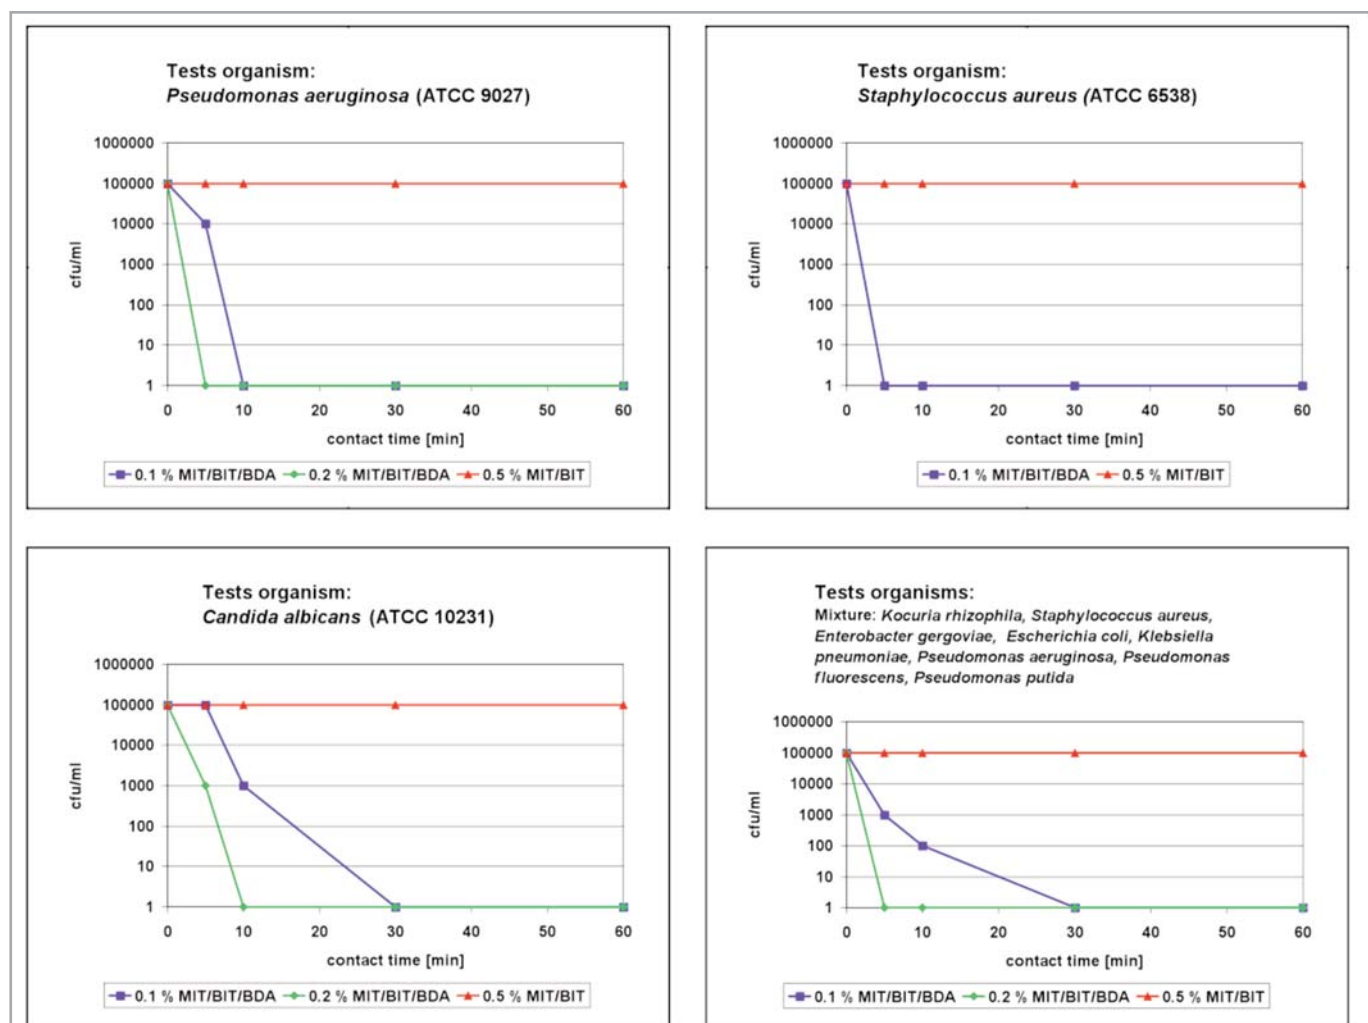 Tests organism:
Pseudomonas aeruginosa (ATCC 9027)
1000000
100000
10000
1000
100
10
1
cfu/ml
0 10 20 30 40 50 60
contact time [min]
0.1 % MIT/BIT/BDA 0.2 % MIT/BIT/BDA 0.5 % MIT/BIT
Tests organism:
Staphylococcus aureus (ATCC 6538)
1000000
100000
10000
1000
100
10
1
cfu/ml
0 10 20 30 40 50 60
contact time [min]
0.1 % MIT/BIT/BDA 0.5 % MIT/BIT
Tests organism:
Candida albicans (ATCC 10231)
1000000
100000
10000
1000
100
10
1
cfu/ml
0 10 20 30 40 50 60
contact time [min]
0.1 % MIT/BIT/BDA 0.2 % MIT/BIT/BDA 0.5 % MIT/BIT
Tests organisms:
Mixture: Kocuria rhizophila, Staphylococcus aureus,
Enterobacter gergoviae, Escherichia coli, Klebsiella
pneumoniae, Pseudomonas aeruginosa, Pseudomonas
fluorescens, Pseudomonas putida
1000000
100000
10000
1000
100
10
1
cfu/ml
0 10 20 30 40 50 60
contact time [min]
0.1 % MIT/BIT/BDA 0.2 % MIT/BIT/BDA 0.5 % MIT/BIT